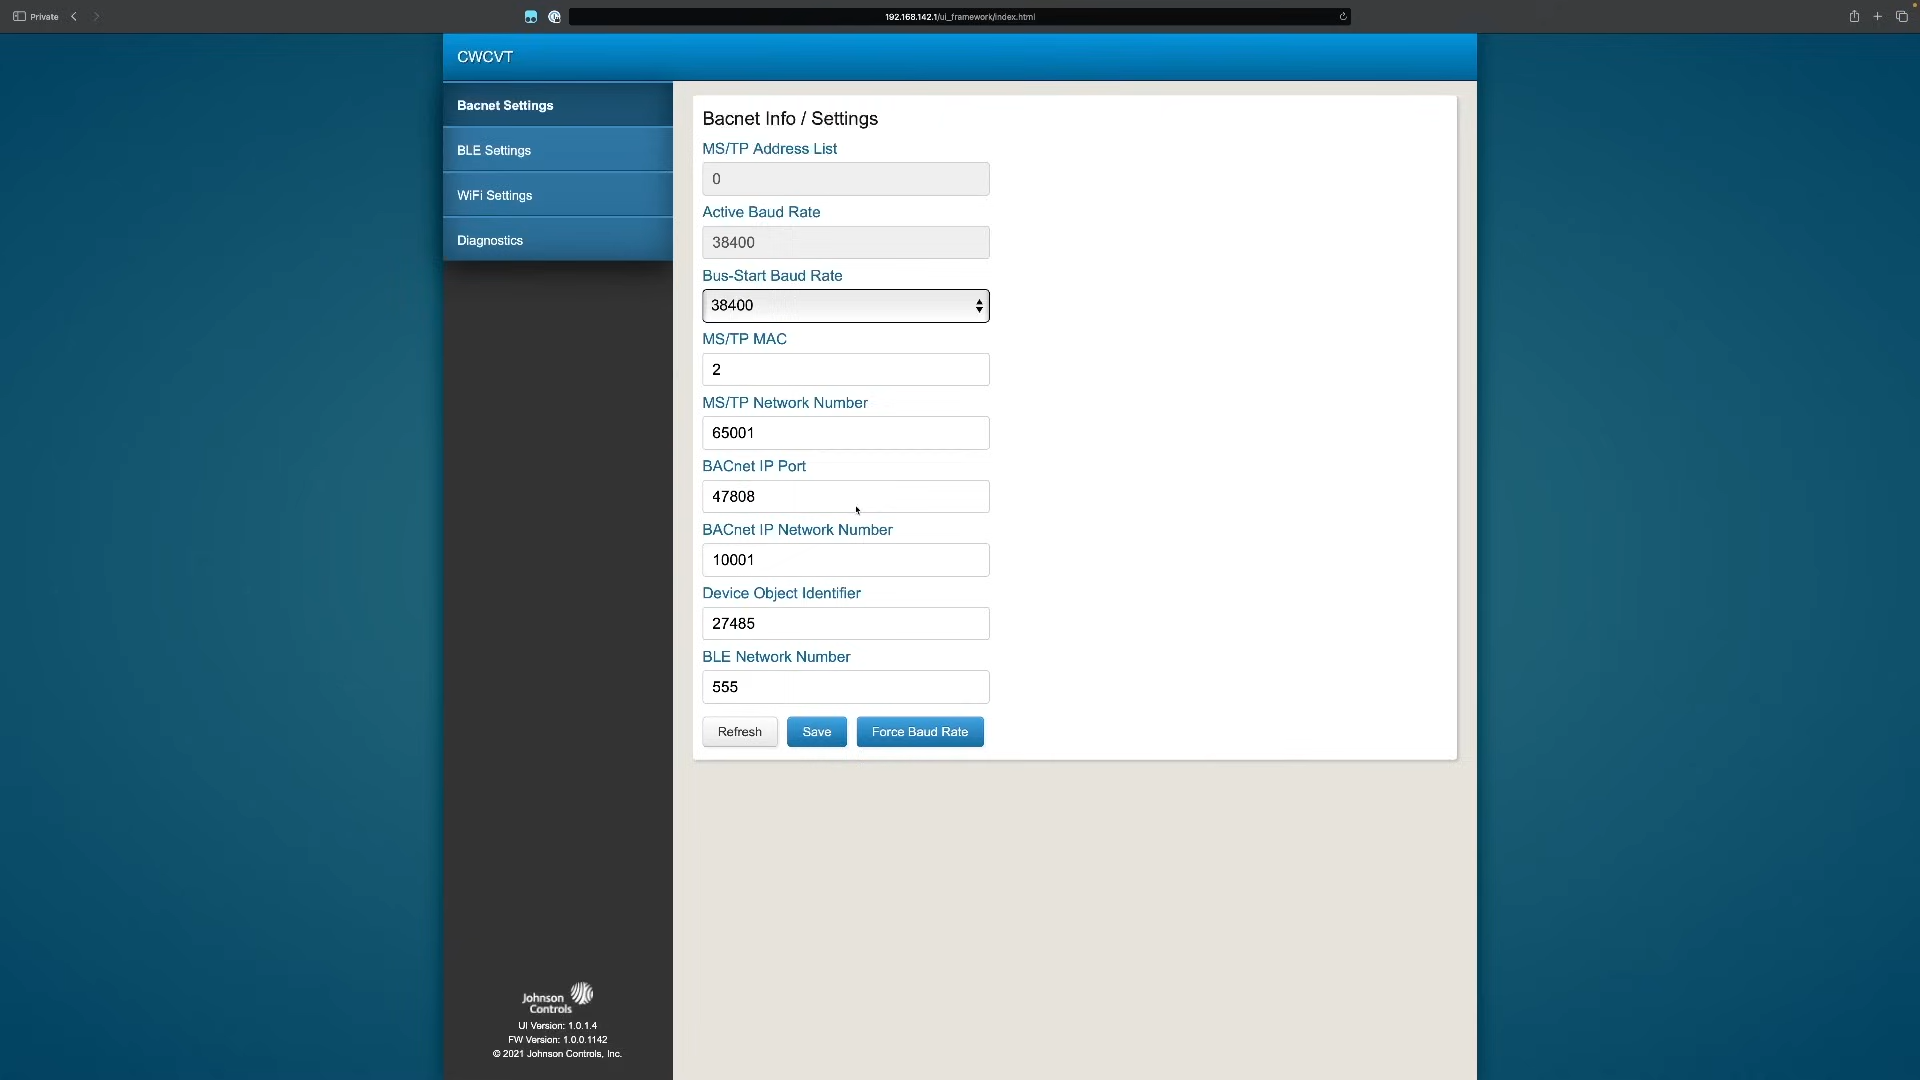 Private
192.168.142.1/ui_framework/index.html
CWCVT
Bacnet Settings
BLE Settings
WiFi Settings
Diagnostics
Bacnet Info / Settings
MS/TP Address List
0
Active Baud Rate
38400
Bus-Start Baud Rate
38400
MS/TP MAC
2
MS/TP Network Number
65001
BACnet IP Port
47808
BACnet IP Network Number
10001
Device Object Identifier
27485
BLE Network Number
555
Refresh Save Force Baud Rate
Johnson
Controls
UI Version: 1.0.1.4
FW Version: 1.0.0.1142
© 2021 Johnson Controls, Inc.